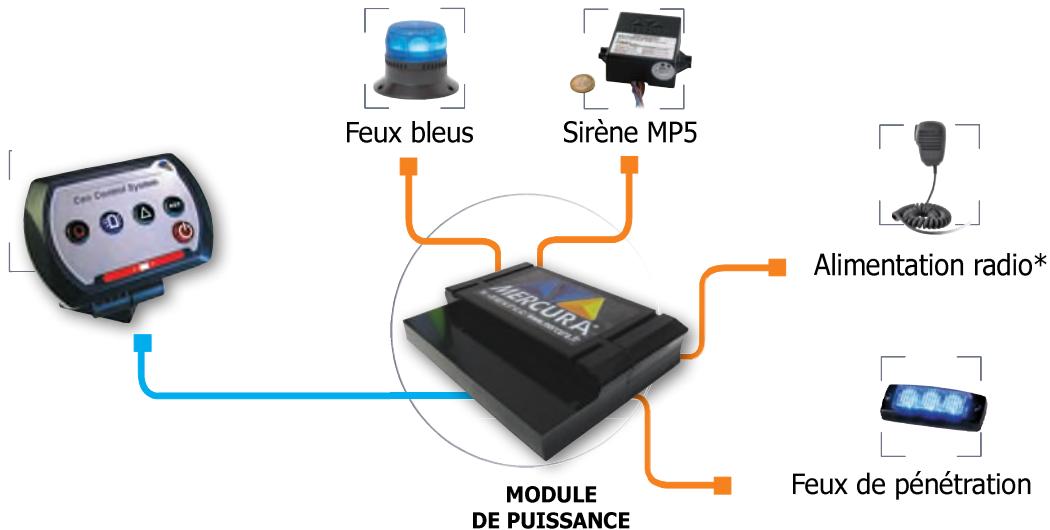 Feux bleus
Sirène MP5
Can Control System
Alimentation radio*
MERCURA
Feux de pénétration
MODULE
DE PUISSANCE